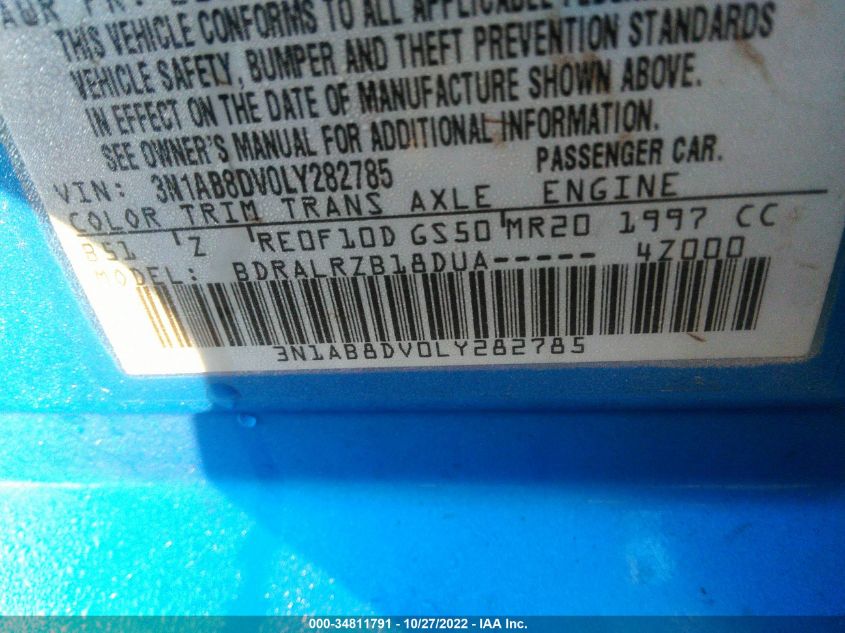 THIS VEHICLE CONFORMS TO ALL APPLICABLE
VEHICLE SAFETY, BUMPER AND THEFT PREVENTION STANDARDS
IN EFFECT ON THE DATE OF MANUFACTURE SHOWN ABOVE.
SEE OWNER'S MANUAL FOR ADDITIONAL INFORMATION.
PASSENGER CAR.
VIN: 3N1AB8DV0LY282785
COLOR TRIM TRANS AXLE ENGINE
B51 'Z 'RE0F10D GS50 'MR20 1997 CC
MODEL: BDRALRZB18DUA----- 4Z000
3N1AB8DV0LY282785
000-34811791 - 10/27/2022 - IAA Inc.